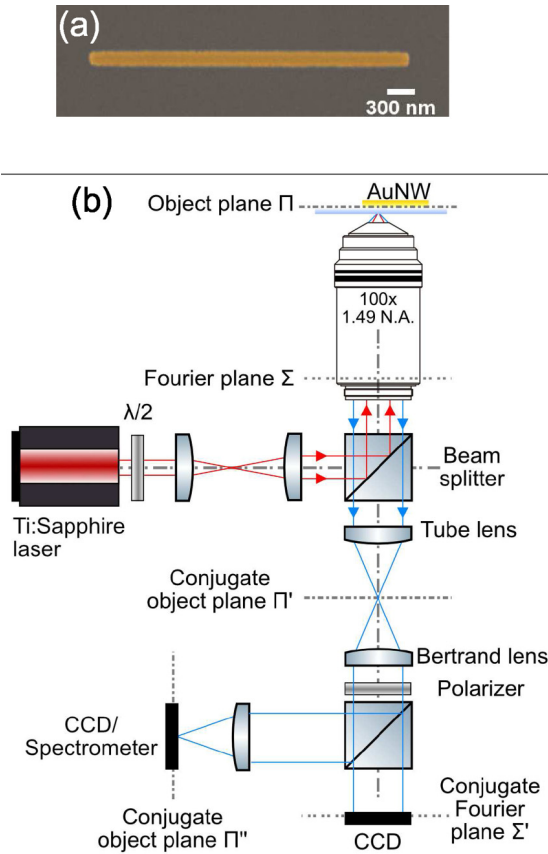 (a)
300 nm
(b)
AuNW
Object plane Π
100x
1.49 N.A.
Fourier plane Σ
λ/2
Ti:Sapphire
laser
Beam
splitter
Tube lens
Conjugate
object plane Π'
Bertrand lens
Polarizer
CCD/
Spectrometer
Conjugate
object plane Π"
Conjugate
Fourier
plane Σ'
CCD